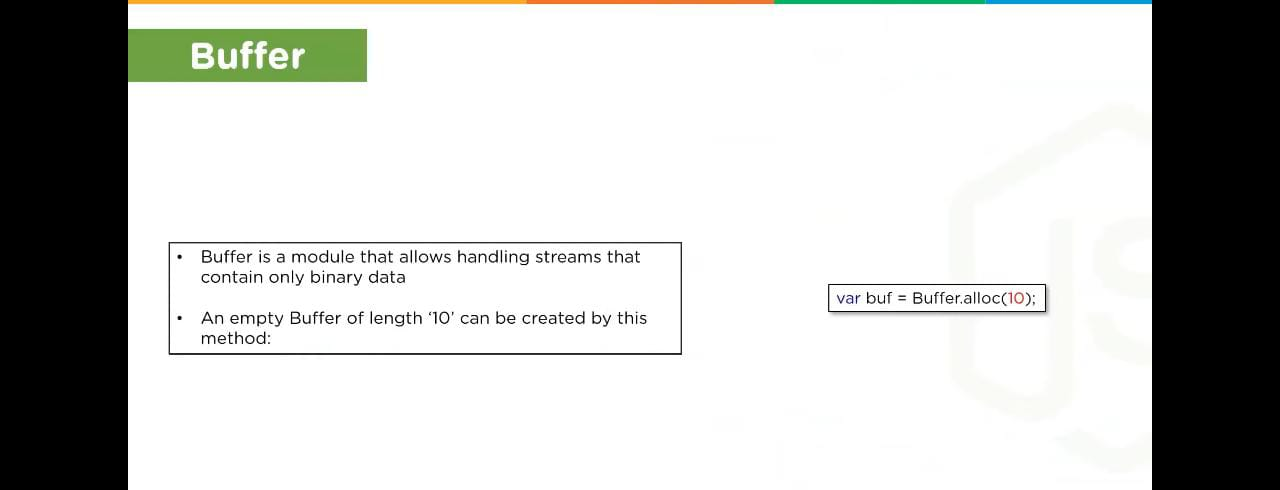 Buffer
• Buffer is a module that allows handling streams that
contain only binary data
• An empty Buffer of length ‘10’ can be created by this
method:
var buf = Buffer.alloc(10);
JS